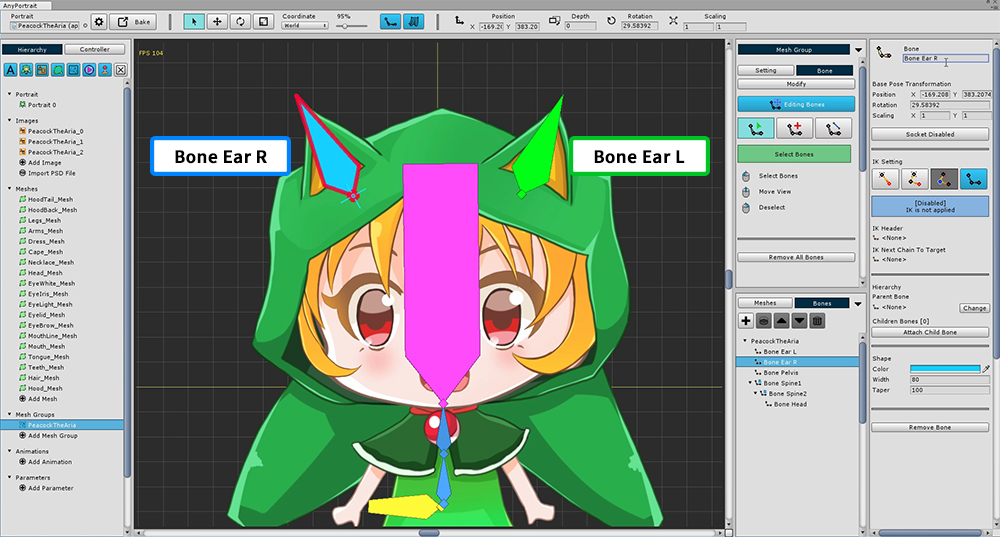 AnyPortrait
Portrait
PeacockTheAria (ap
Bake
Coordinate
World
95%
Position
X -169.2( Y 383.20
Depth
0
Rotation
29.58392
Scaling
1 1
Hierarchy
Controller
Portrait
Portrait 0
Images
PeacockTheAria_0
PeacockTheAria_1
PeacockTheAria_2
Add Image
Import PSD File
Meshes
HoodTail_Mesh
HoodBack_Mesh
Legs_Mesh
Arms_Mesh
Dress_Mesh
Cape_Mesh
Necklace_Mesh
Head_Mesh
EyeWhite_Mesh
EyeIris_Mesh
EyeLight_Mesh
Eyelid_Mesh
EyeBrow_Mesh
MouthLine_Mesh
Mouth_Mesh
Tongue_Mesh
Teeth_Mesh
Hair_Mesh
Hood_Mesh
Add Mesh
Mesh Groups
PeacockTheAria
Add Mesh Group
Animations
Add Animation
Parameters
Add Parameter
FPS 104
Bone Ear R
Bone Ear L
Mesh Group
Setting
Bone
Modify
Editing Bones
Select Bones
Select Bones
Move View
Deselect
Remove All Bones
Meshes
Bones
PeacockTheAria
Bone Ear L
Bone Ear R
Bone Pelvis
Bone Spine1
Bone Spine2
Bone Head
Bone
Bone Ear R
Base Pose Transformation
Position X -169.208 Y 383.2074
Rotation 29.58392
Scaling X 1 Y 1
Socket Disabled
IK Setting
[Disabled]
IK is not applied
IK Header
<None>
IK Next Chain To Target
<None>
Hierarchy
Parent Bone
<None>
Change
Children Bones [0]
Attach Child Bone
Shape
Color
Width 80
Taper 100
Remove Bone